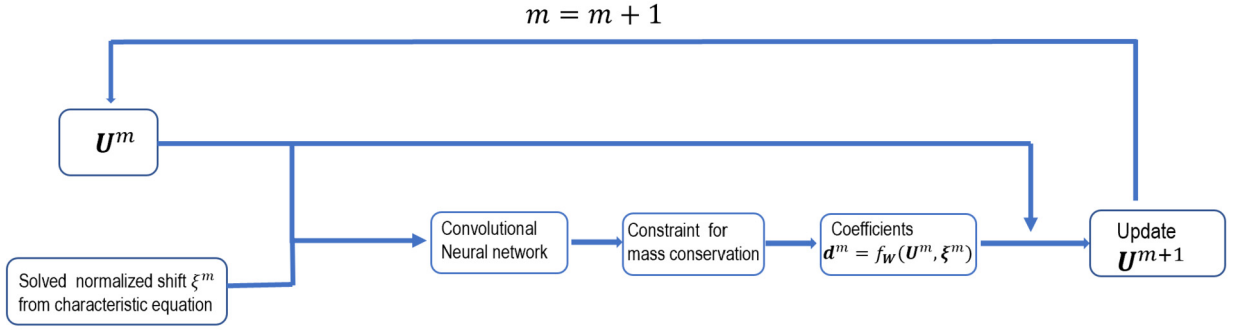 m = m + 1
U^m
Convolutional
Neural network
Constraint for
mass conservation
Coefficients
d^m = f_W(U^m, ξ^m)
Update
U^{m+1}
Solved normalized shift ξ^m
from characteristic equation